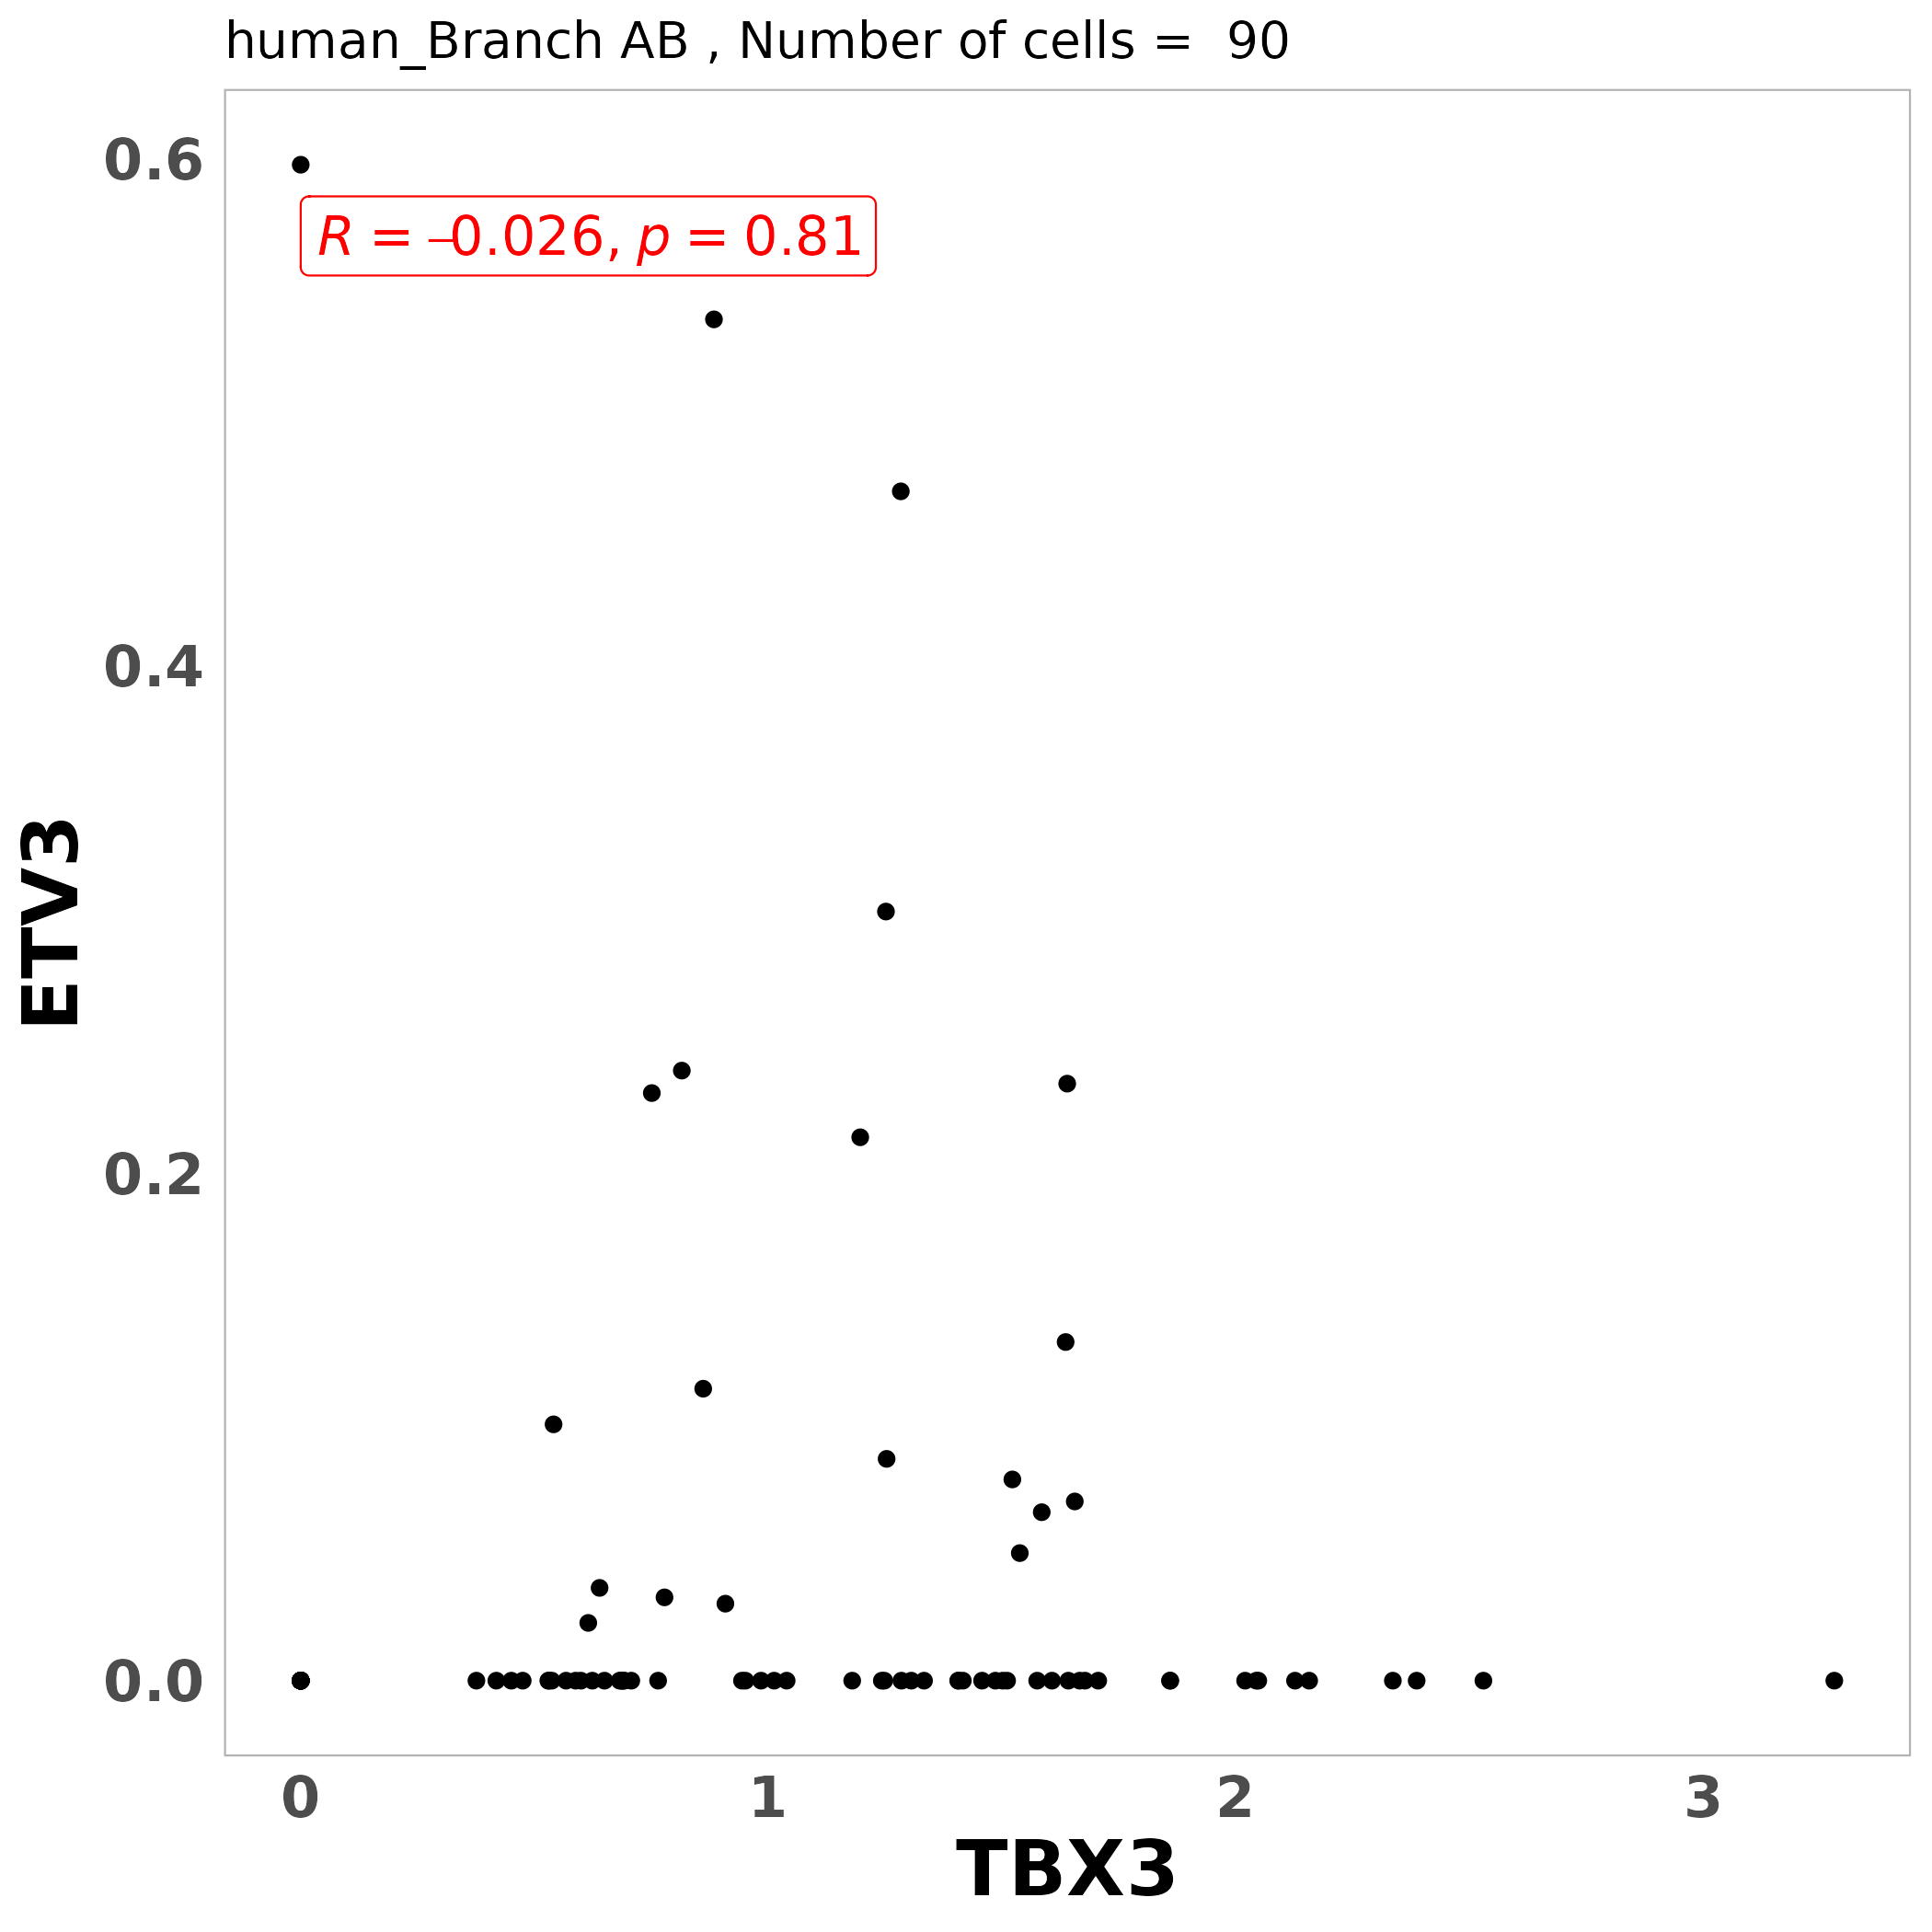 human_Branch AB , Number of cells =  90
0.6
R = –0.026, p = 0.81
0.4
ETV3
0.2
0.0
0 1 2 3
TBX3